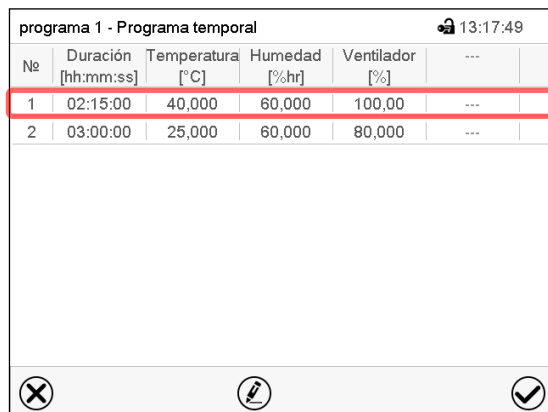 programa 1 - Programa temporal 13:17:49
№ Duración [hh:mm:ss] Temperatura [°C] Humedad [%hr] Ventilador [%] ---
1 02:15:00 40,000 60,000 100,00 ---
2 03:00:00 25,000 60,000 80,000 ---